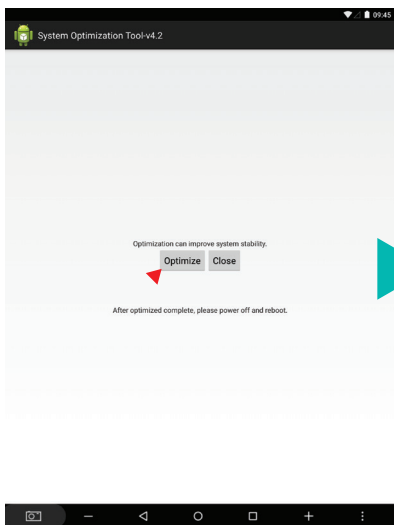 09:45
System Optimization Tool-v4.2
Optimization can improve system stability.
Optimize Close
After optimized complete, please power off and reboot.